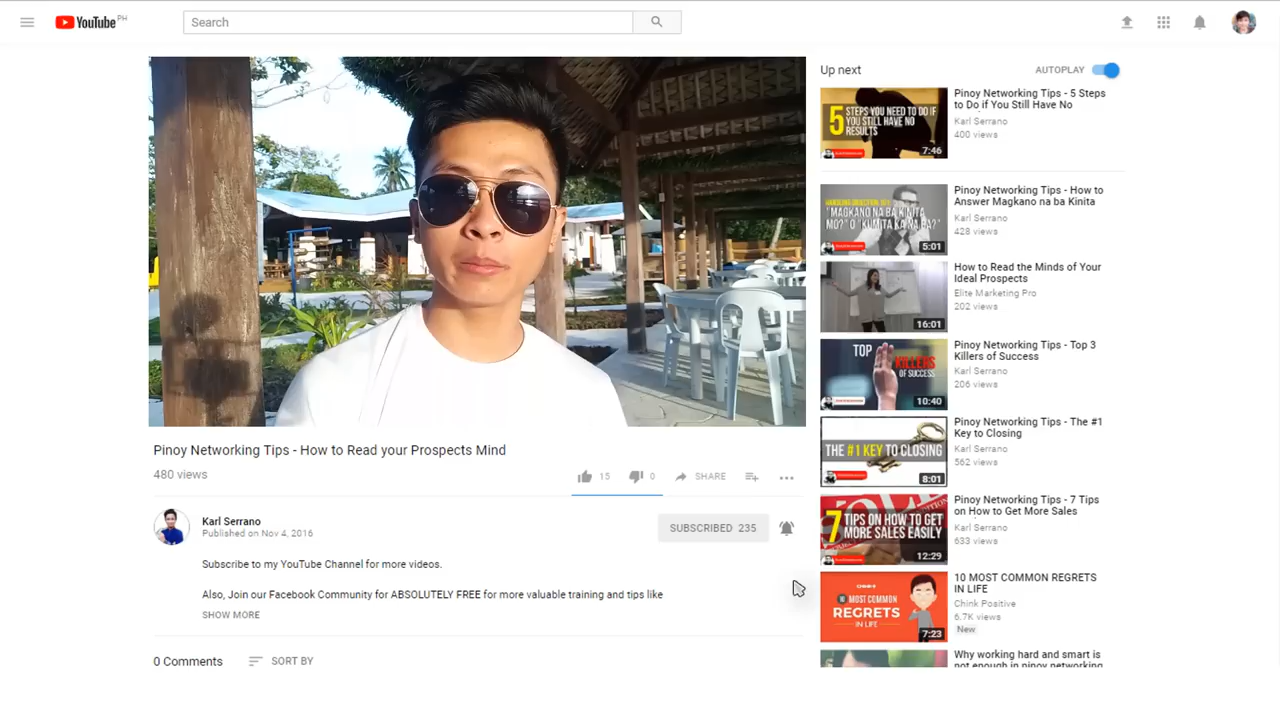 YouTube PH
Search
Up next
AUTOPLAY
5 STEPS YOU NEED TO DO IF YOU STILL HAVE NO RESULTS
7:46
Pinoy Networking Tips - 5 Steps
to Do if You Still Have No
Karl Serrano
400 views
HANDLING OBJECTION 101
"MAGKANO NA BA KINITA
MO?" O "KUMITA KA NA BA?"
5:01
Pinoy Networking Tips - How to
Answer Magkano na ba Kinita
Karl Serrano
428 views
16:01
How to Read the Minds of Your
Ideal Prospects
Elite Marketing Pro
202 views
TOP
KILLERS
OF SUCCESS
10:40
Pinoy Networking Tips - Top 3
Killers of Success
Karl Serrano
206 views
THE #1 KEY TO CLOSING
8:01
Pinoy Networking Tips - The #1
Key to Closing
Karl Serrano
562 views
7 TIPS ON HOW TO GET
MORE SALES EASILY
12:29
Pinoy Networking Tips - 7 Tips
on How to Get More Sales
Karl Serrano
633 views
CHINK+
10 MOST COMMON
REGRETS
IN LIFE
7:23
10 MOST COMMON REGRETS
IN LIFE
Chink Positive
6.7K views
New
Why working hard and smart is
not enough in pinoy networking
Pinoy Networking Tips - How to Read your Prospects Mind
480 views
15
0
SHARE
Karl Serrano
Published on Nov 4, 2016
SUBSCRIBED 235
Subscribe to my YouTube Channel for more videos.
Also, Join our Facebook Community for ABSOLUTELY FREE for more valuable training and tips like
SHOW MORE
0 Comments
SORT BY